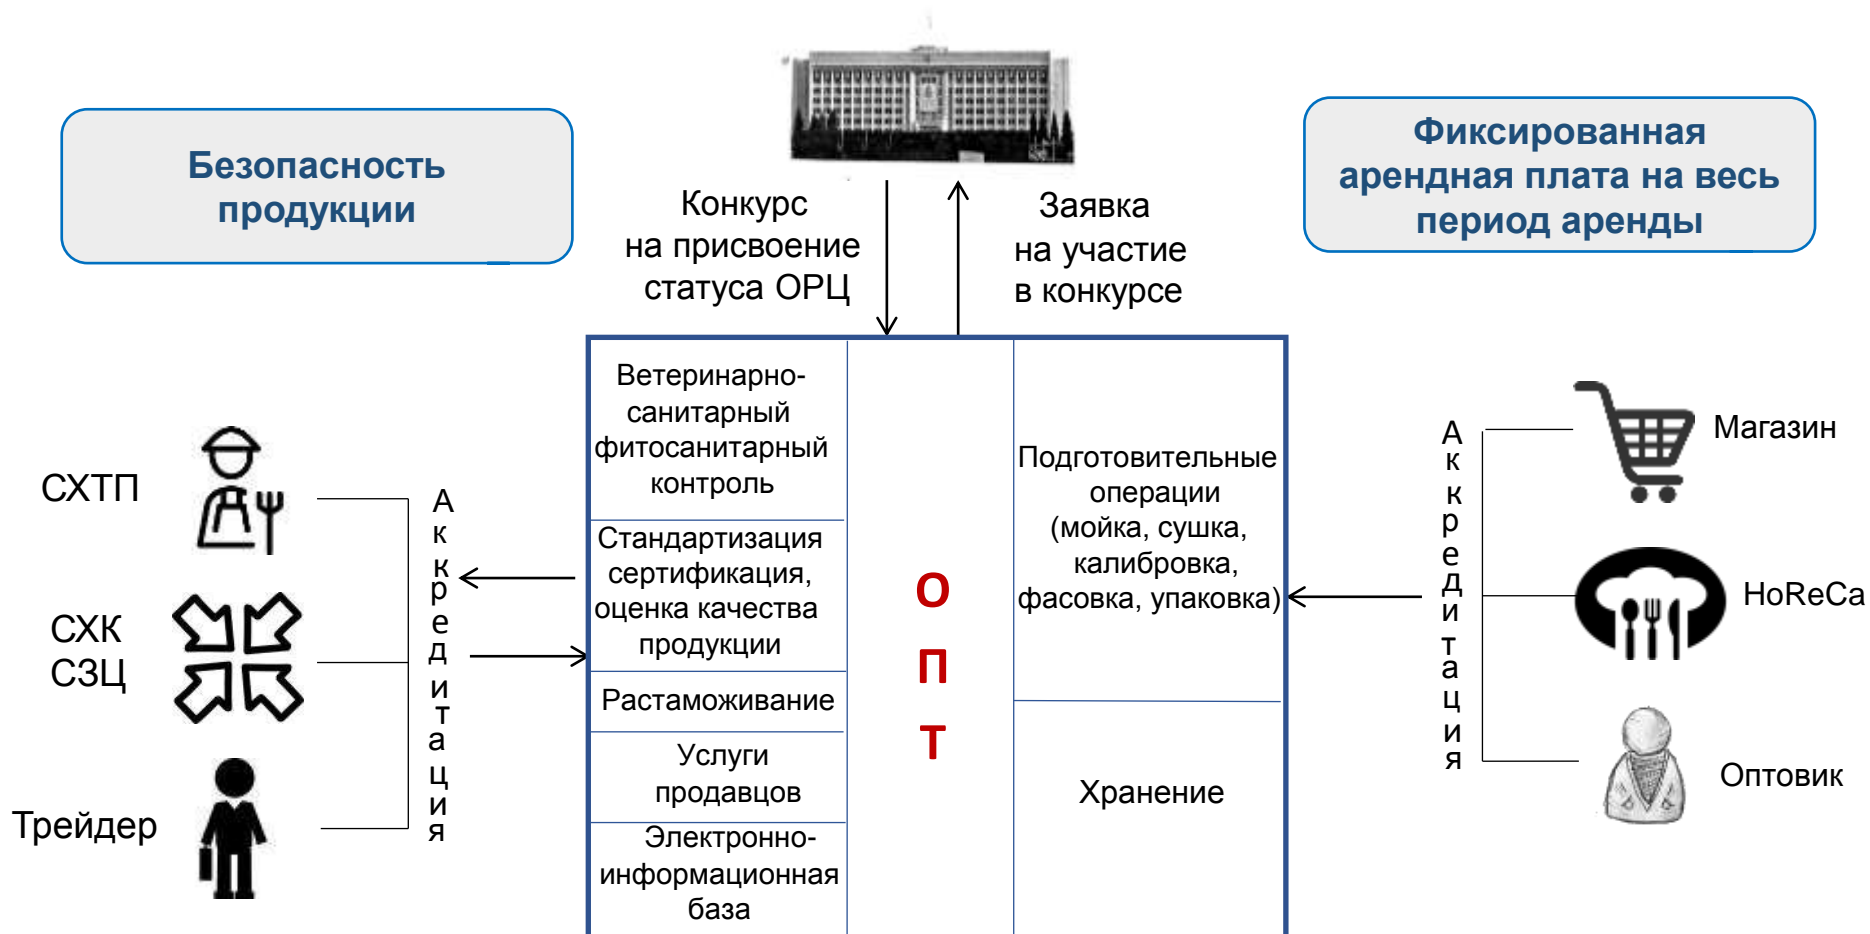 Безопасность
продукции
Конкурс
на присвоение
статуса ОРЦ
Заявка
на участие
в конкурсе
Фиксированная
арендная плата на весь
период аренды
СХТП
СХК
СЗЦ
Трейдер
Аккредитация
Ветеринарно-
санитарный
фитосанитарный
контроль
Стандартизация
сертификация,
оценка качества
продукции
Растаможивание
Услуги
продавцов
Электронно-
информационная
база
О
П
Т
Подготовительные
операции
(мойка, сушка,
калибровка,
фасовка, упаковка)
Хранение
Аккредитация
Магазин
HoReCa
Оптовик